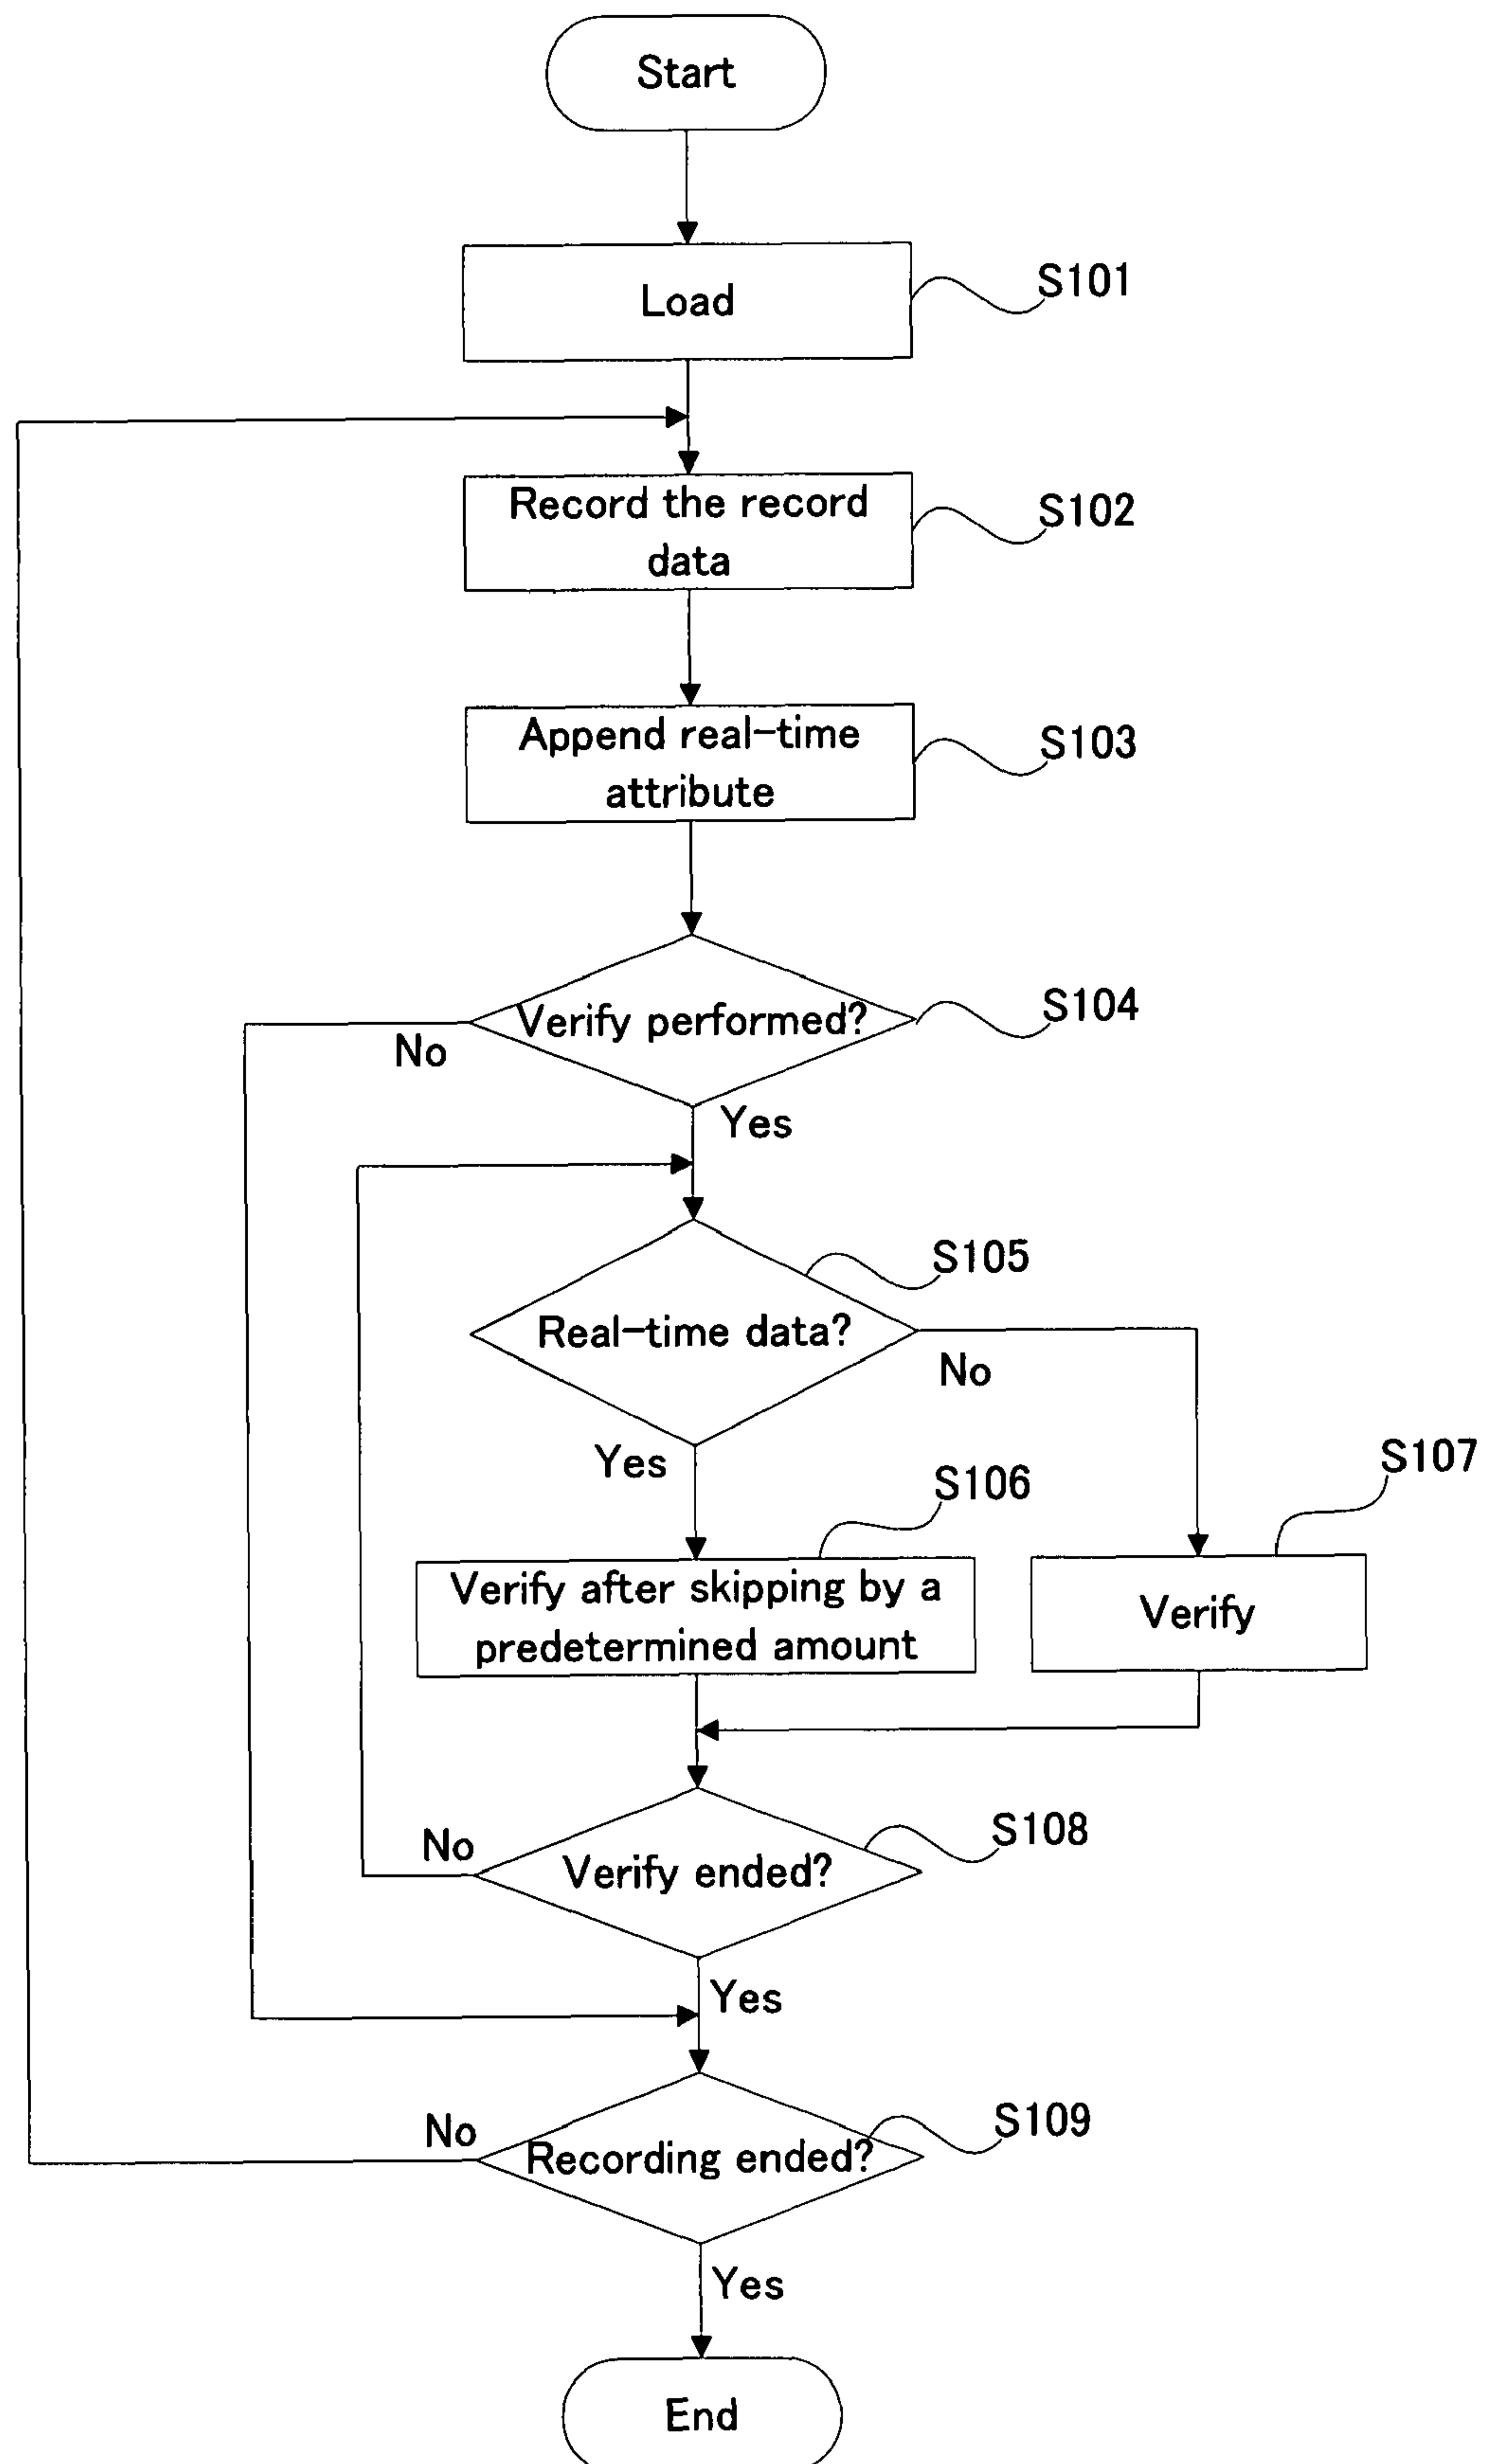 Start
Load
S101
Record the record
data
S102
Append real-time
attribute
S103
Verify performed?
S104
No
Yes
S105
Real-time data?
No
Yes
S106
S107
Verify after skipping by a
predetermined amount
Verify
S108
No
Verify ended?
Yes
S109
No
Recording ended?
Yes
End